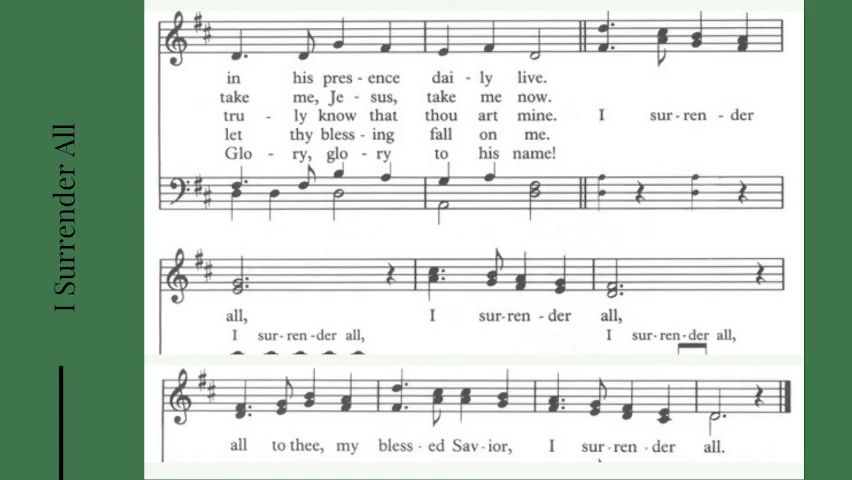 I Surrender All
in his pres - ence dai - ly live.
take me, Je - sus, take me now.
tru - ly know that thou art mine. I sur - ren - der
let thy bless - ing fall on me.
Glo - ry, glo - ry to his name!
all, I sur - ren - der all,
I sur - ren - der all, I sur - ren - der all,
all to thee, my bless - ed Sav - ior, I sur - ren - der all.